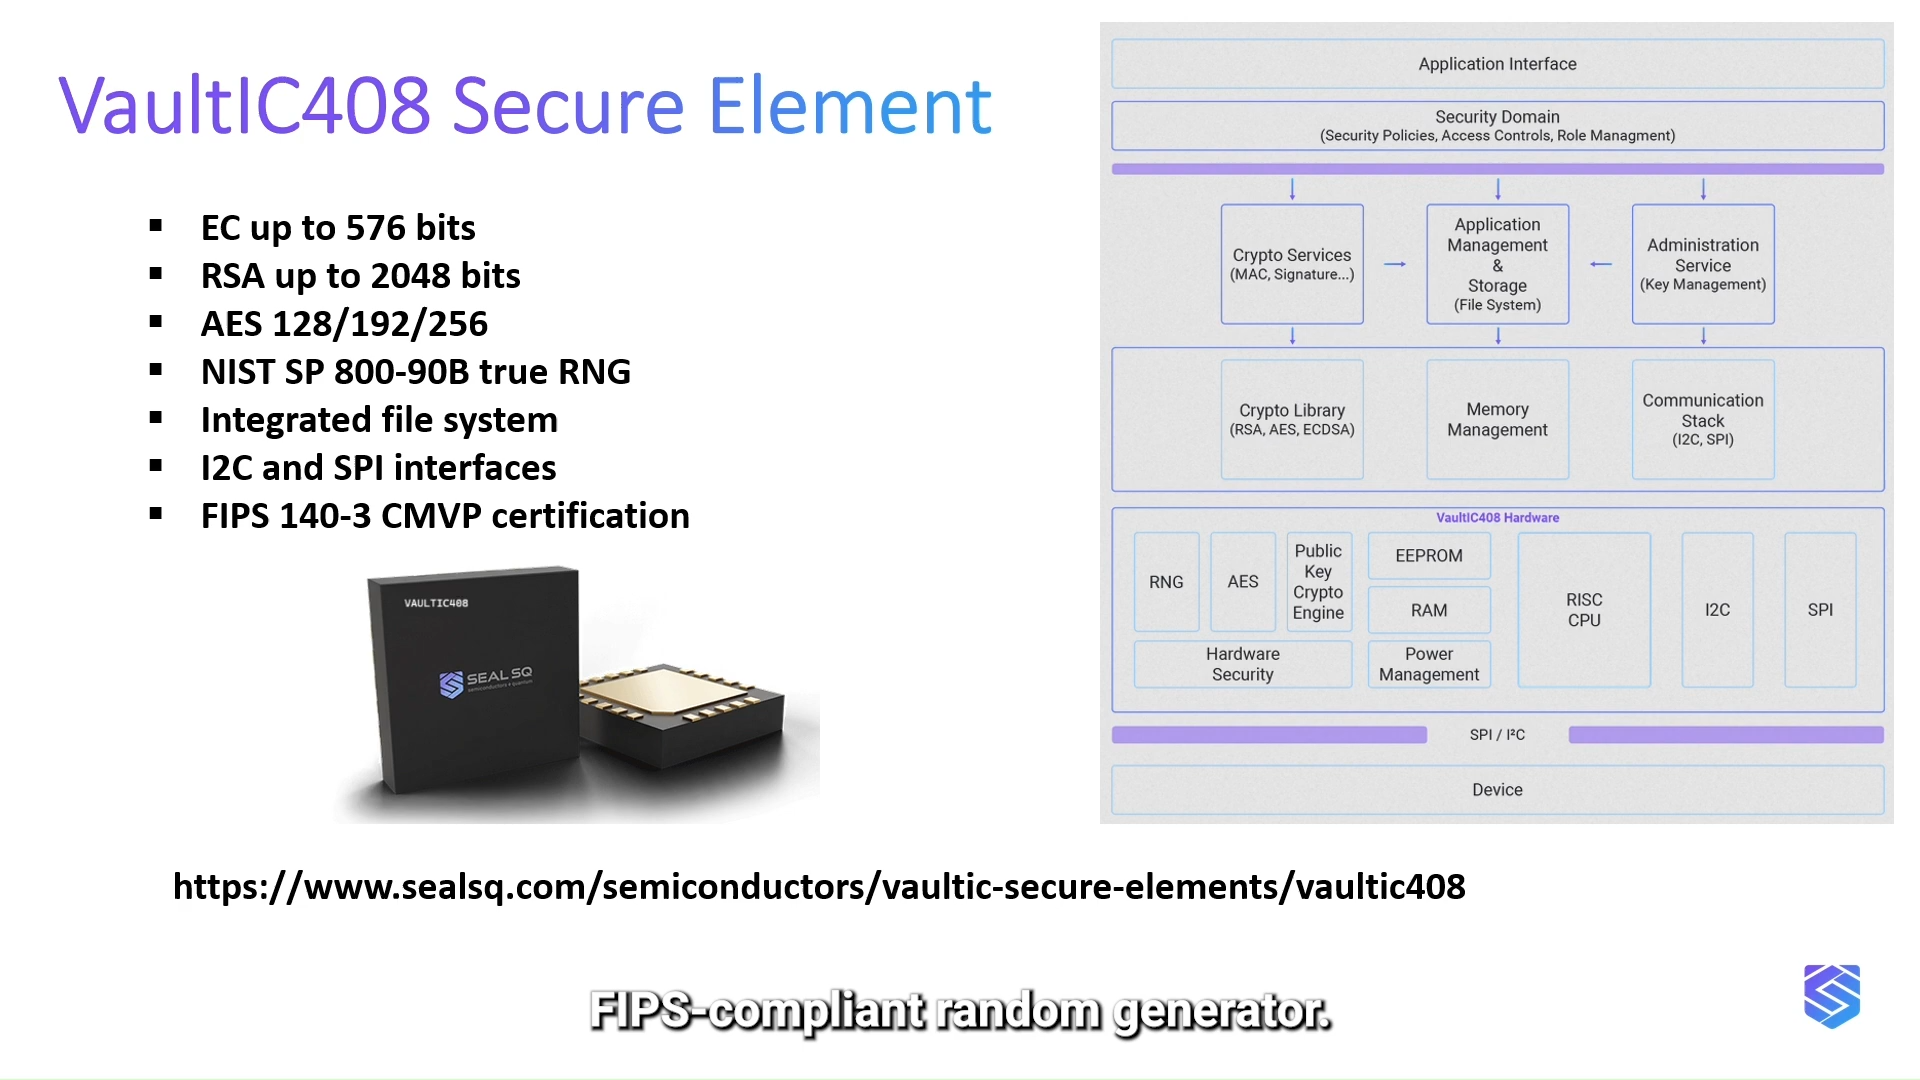 VaultIC408 Secure Element
EC up to 576 bits
RSA up to 2048 bits
AES 128/192/256
NIST SP 800-90B true RNG
Integrated file system
I2C and SPI interfaces
FIPS 140-3 CMVP certification
VAULTIC408
SEAL SQ
semiconductors + quantum
https://www.sealsq.com/semiconductors/vaultic-secure-elements/vaultic408
Application Interface
Security Domain
(Security Policies, Access Controls, Role Managment)
Crypto Services
(MAC, Signature...)
Application
Management
&
Storage
(File System)
Administration
Service
(Key Management)
Crypto Library
(RSA, AES, ECDSA)
Memory
Management
Communication
Stack
(I2C, SPI)
VaultIC408 Hardware
RNG
AES
Public
Key
Crypto
Engine
EEPROM
RAM
Hardware
Security
Power
Management
RISC
CPU
I2C
SPI
SPI / I²C
Device
FIPS-compliant random generator.